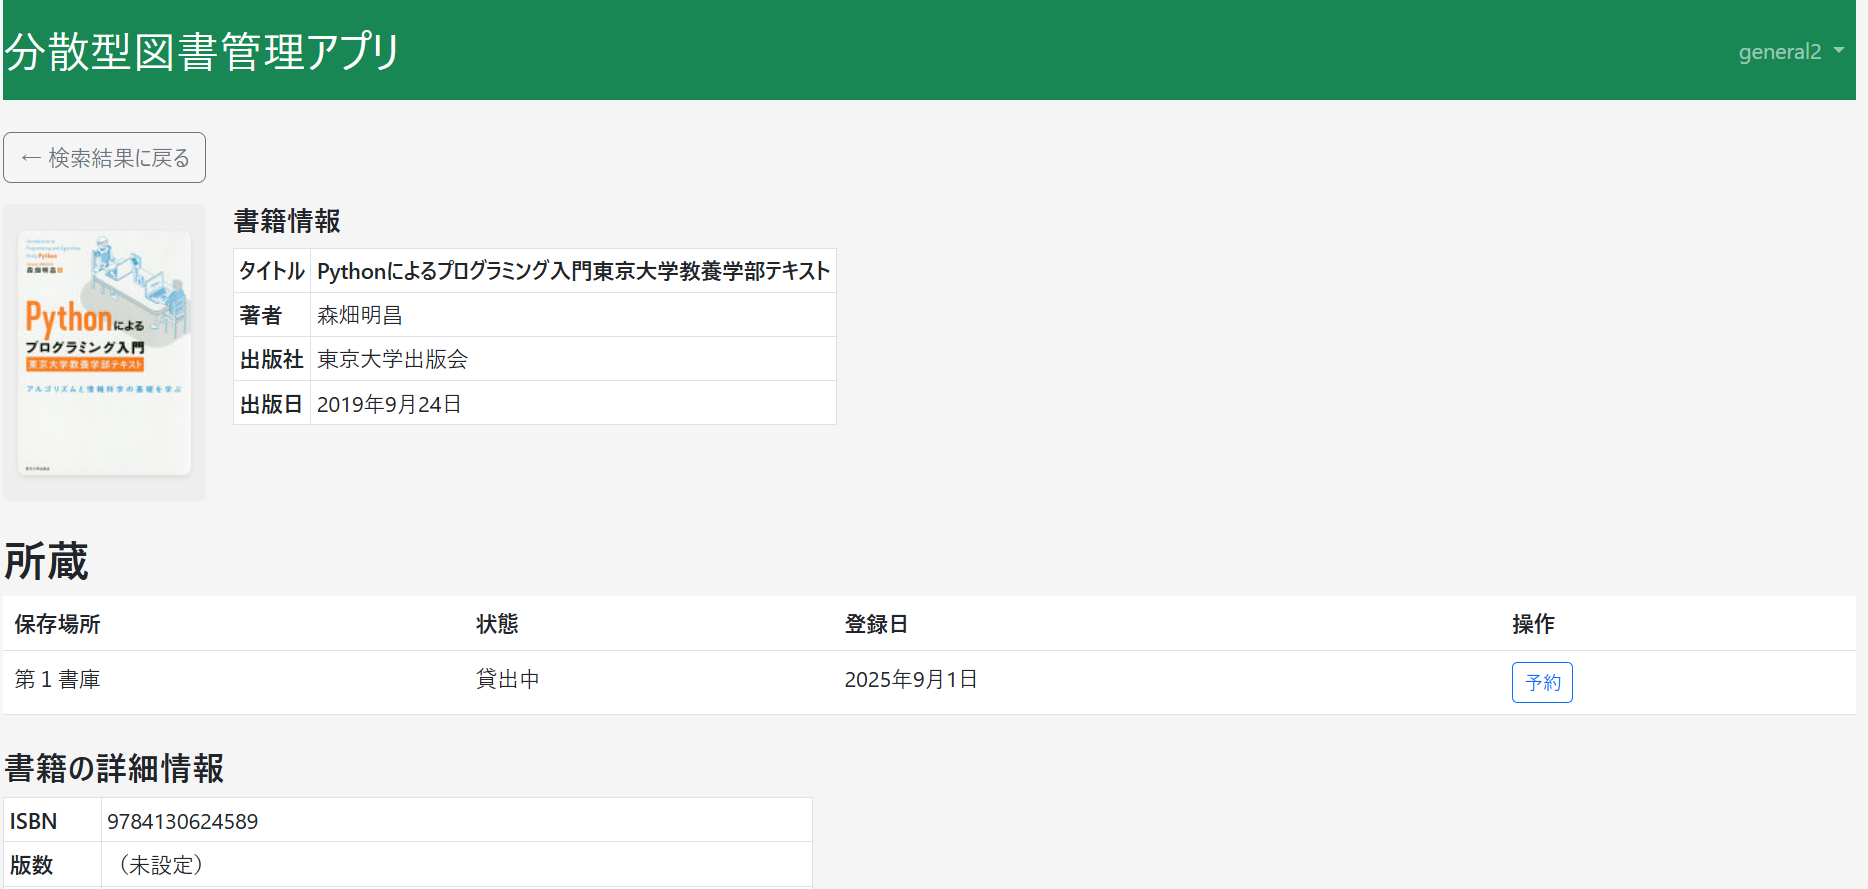 分散型図書管理アプリ
general2
← 検索結果に戻る
Python
森畑明昌
Pythonによる
プログラミング入門
東京大学教養学部テキスト
アルゴリズムと情報科学の基礎を学ぶ
書籍情報
タイトル Pythonによるプログラミング入門東京大学教養学部テキスト
著者 森畑明昌
出版社 東京大学出版会
出版日 2019年9月24日
所蔵
保存場所 状態 登録日 操作
第１書庫 貸出中 2025年9月1日 予約
書籍の詳細情報
ISBN 9784130624589
版数 （未設定）